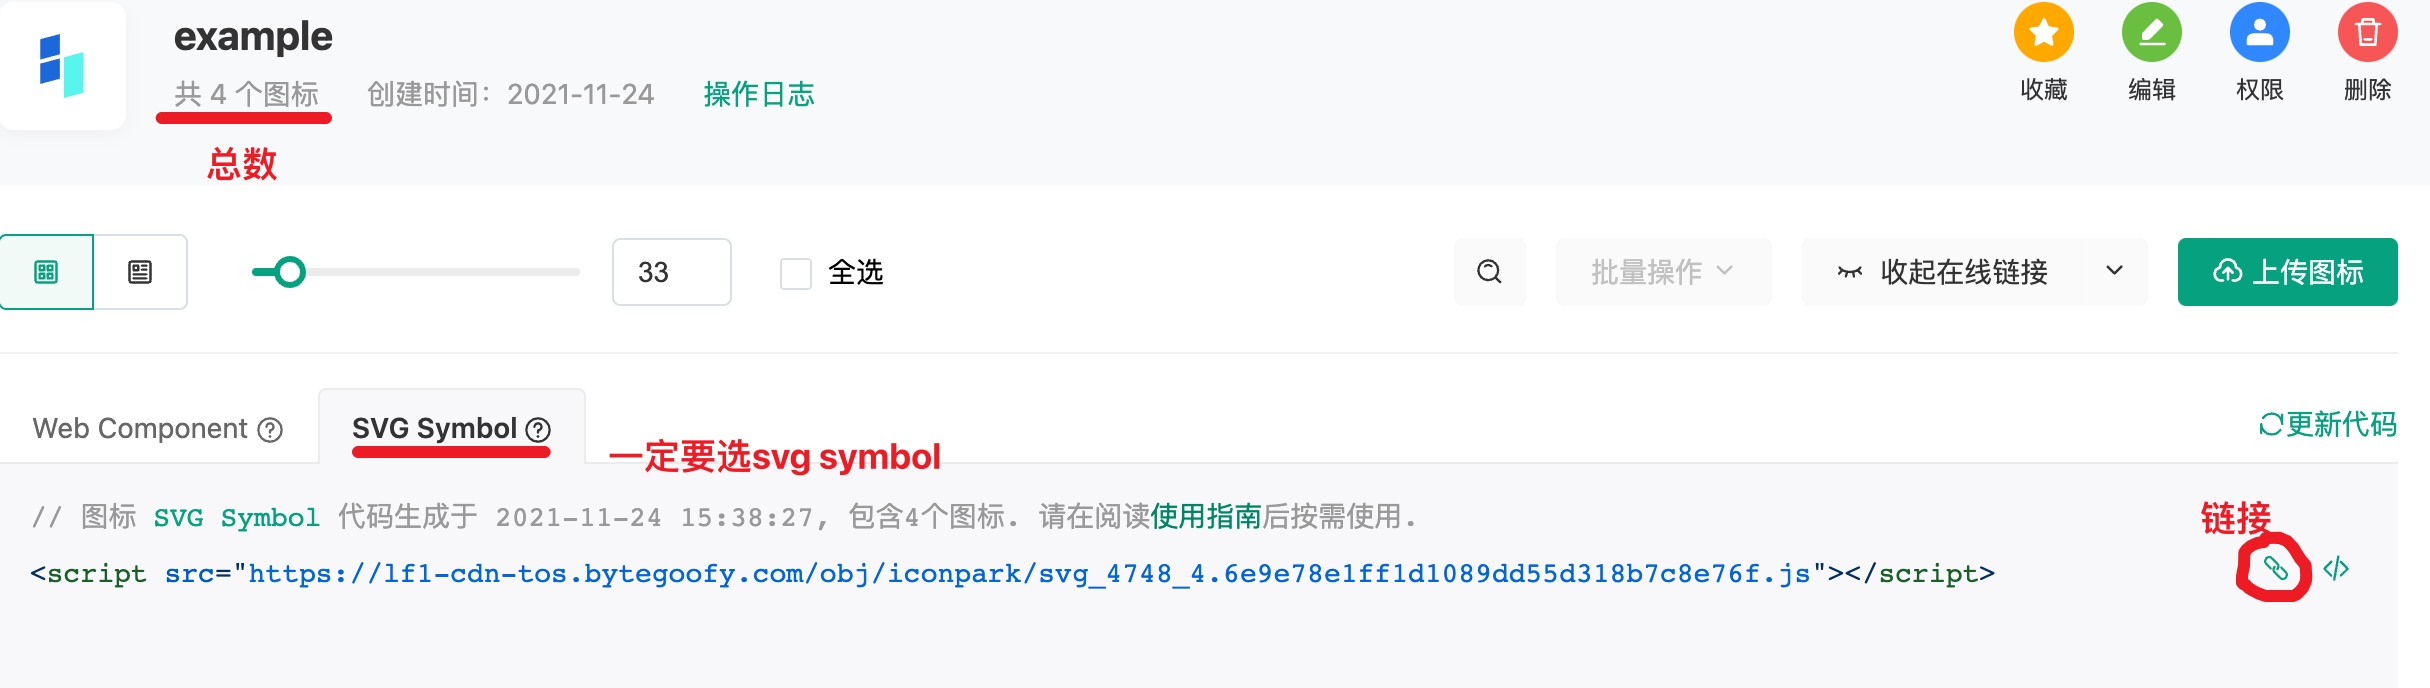 example
共 4 个图标 创建时间：2021-11-24 操作日志
收藏 编辑 权限 删除
总数
33 全选 批量操作 收起在线链接 上传图标
Web Component SVG Symbol 更新代码
一定要选svg symbol
// 图标 SVG Symbol 代码生成于 2021-11-24 15:38:27, 包含4个图标. 请在阅读使用指南后按需使用.
链接
<script src="https://lf1-cdn-tos.bytegoofy.com/obj/iconpark/svg_4748_4.6e9e78e1ff1d1089dd55d318b7c8e76f.js"></script>